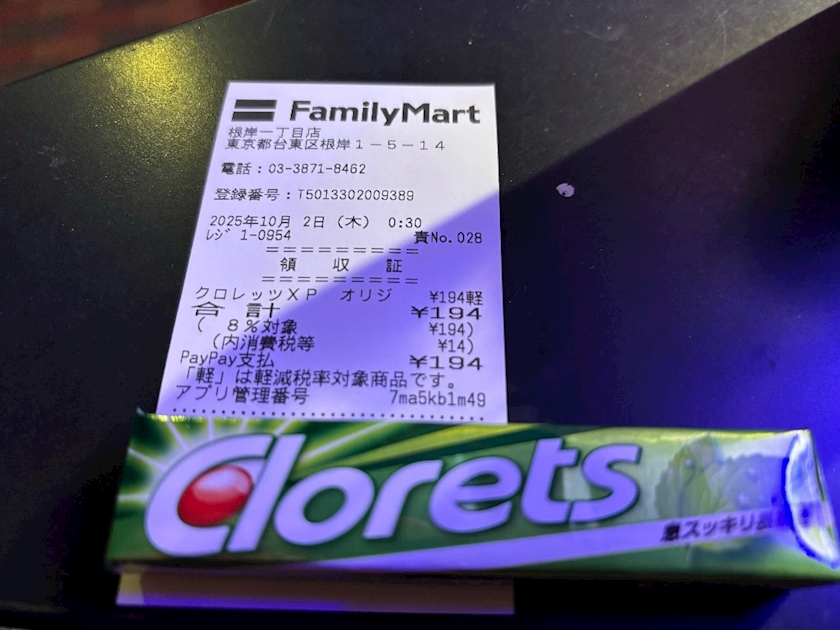 FamilyMart
根岸一丁目店
東京都台東区根岸1-5-14
電話：03-3871-8462
登録番号：T5013302009389
2025年10月 2日（木） 0:30
レジ 1-0954 責No.028
＝＝＝＝＝＝＝＝＝
領 収 証
＝＝＝＝＝＝＝＝＝
クロレッツXP オリジ ¥194軽
合 計 ¥194
（ 8%対象 ¥194）
（内消費税等 ¥14）
PayPay支払 ¥194
「軽」は軽減税率対象商品です。
アプリ管理番号 7ma5kb1m49
Clorets
息スッキリ